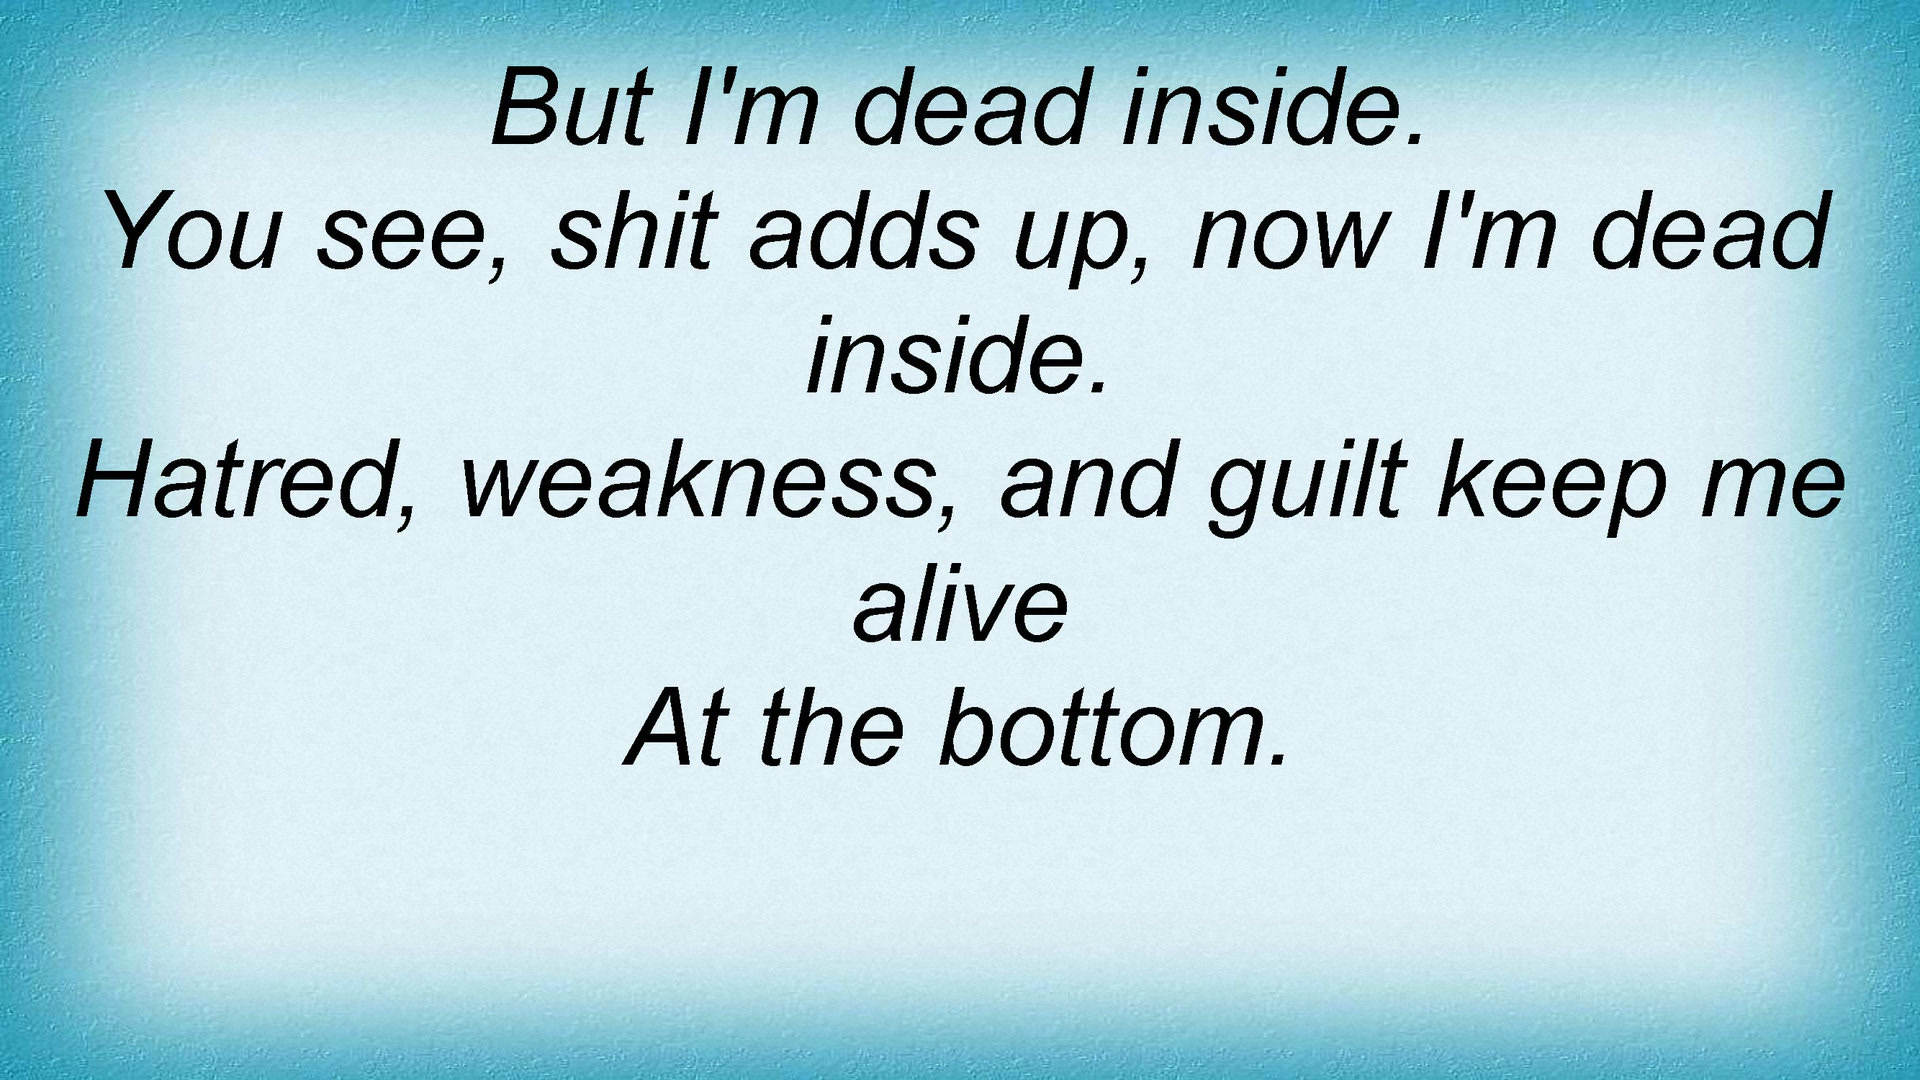 But I'm dead inside.
You see, shit adds up, now I'm dead
inside.
Hatred, weakness, and guilt keep me
alive
At the bottom.